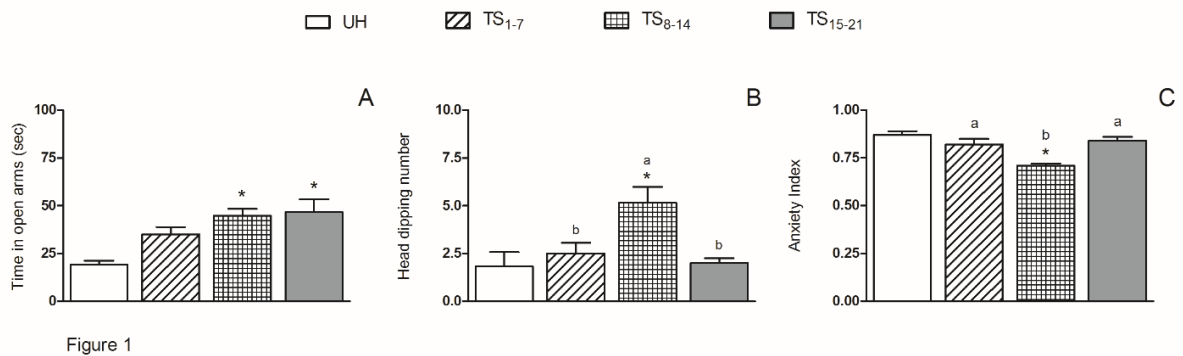 UH TS1-7 TS8-14 TS15-21
A
Time in open arms (sec)
100
75
50
25
0
* *
B
Head dipping number
10.0
7.5
5.0
2.5
0.0
a
*
b b
C
Anxiety Index
1.00
0.75
0.50
0.25
0.00
a b a
*
Figure 1